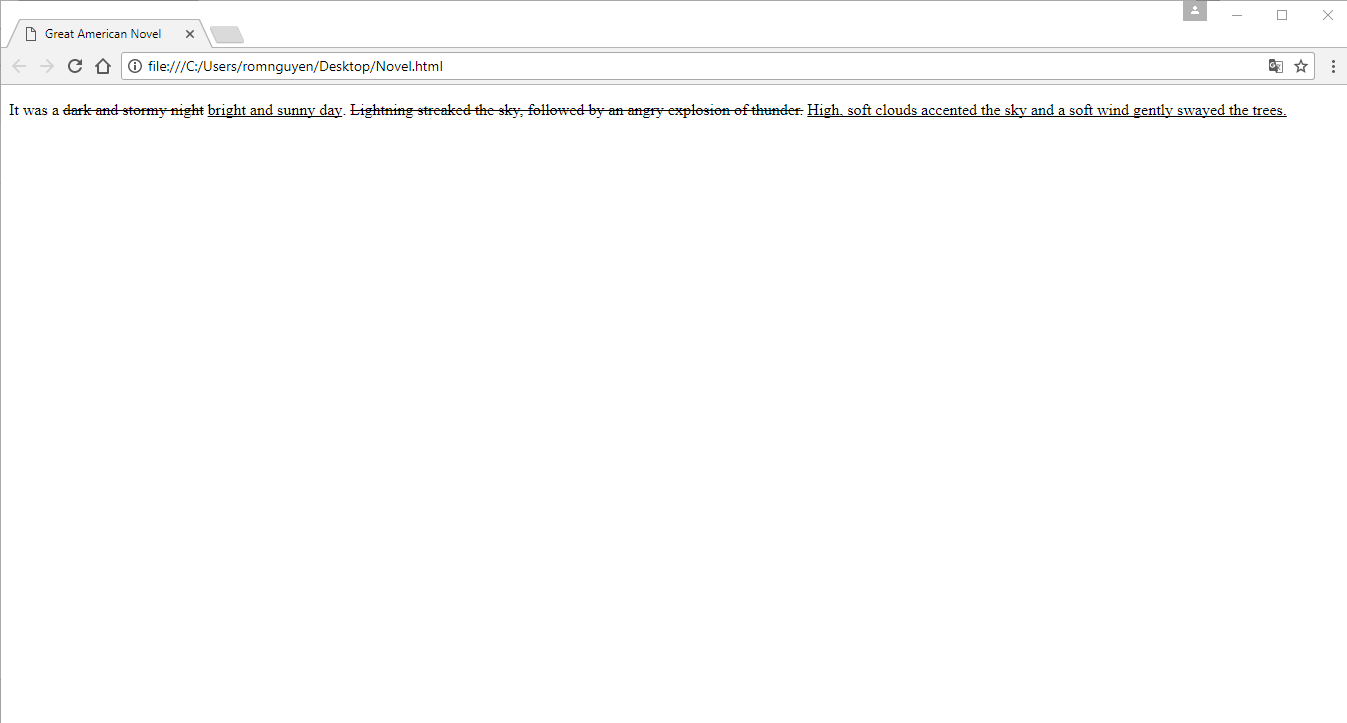 Great American Novel
file:///C:/Users/romnguyen/Desktop/Novel.html
It was a dark and stormy night bright and sunny day. Lightning streaked the sky, followed by an angry explosion of thunder. High, soft clouds accented the sky and a soft wind gently swayed the trees.